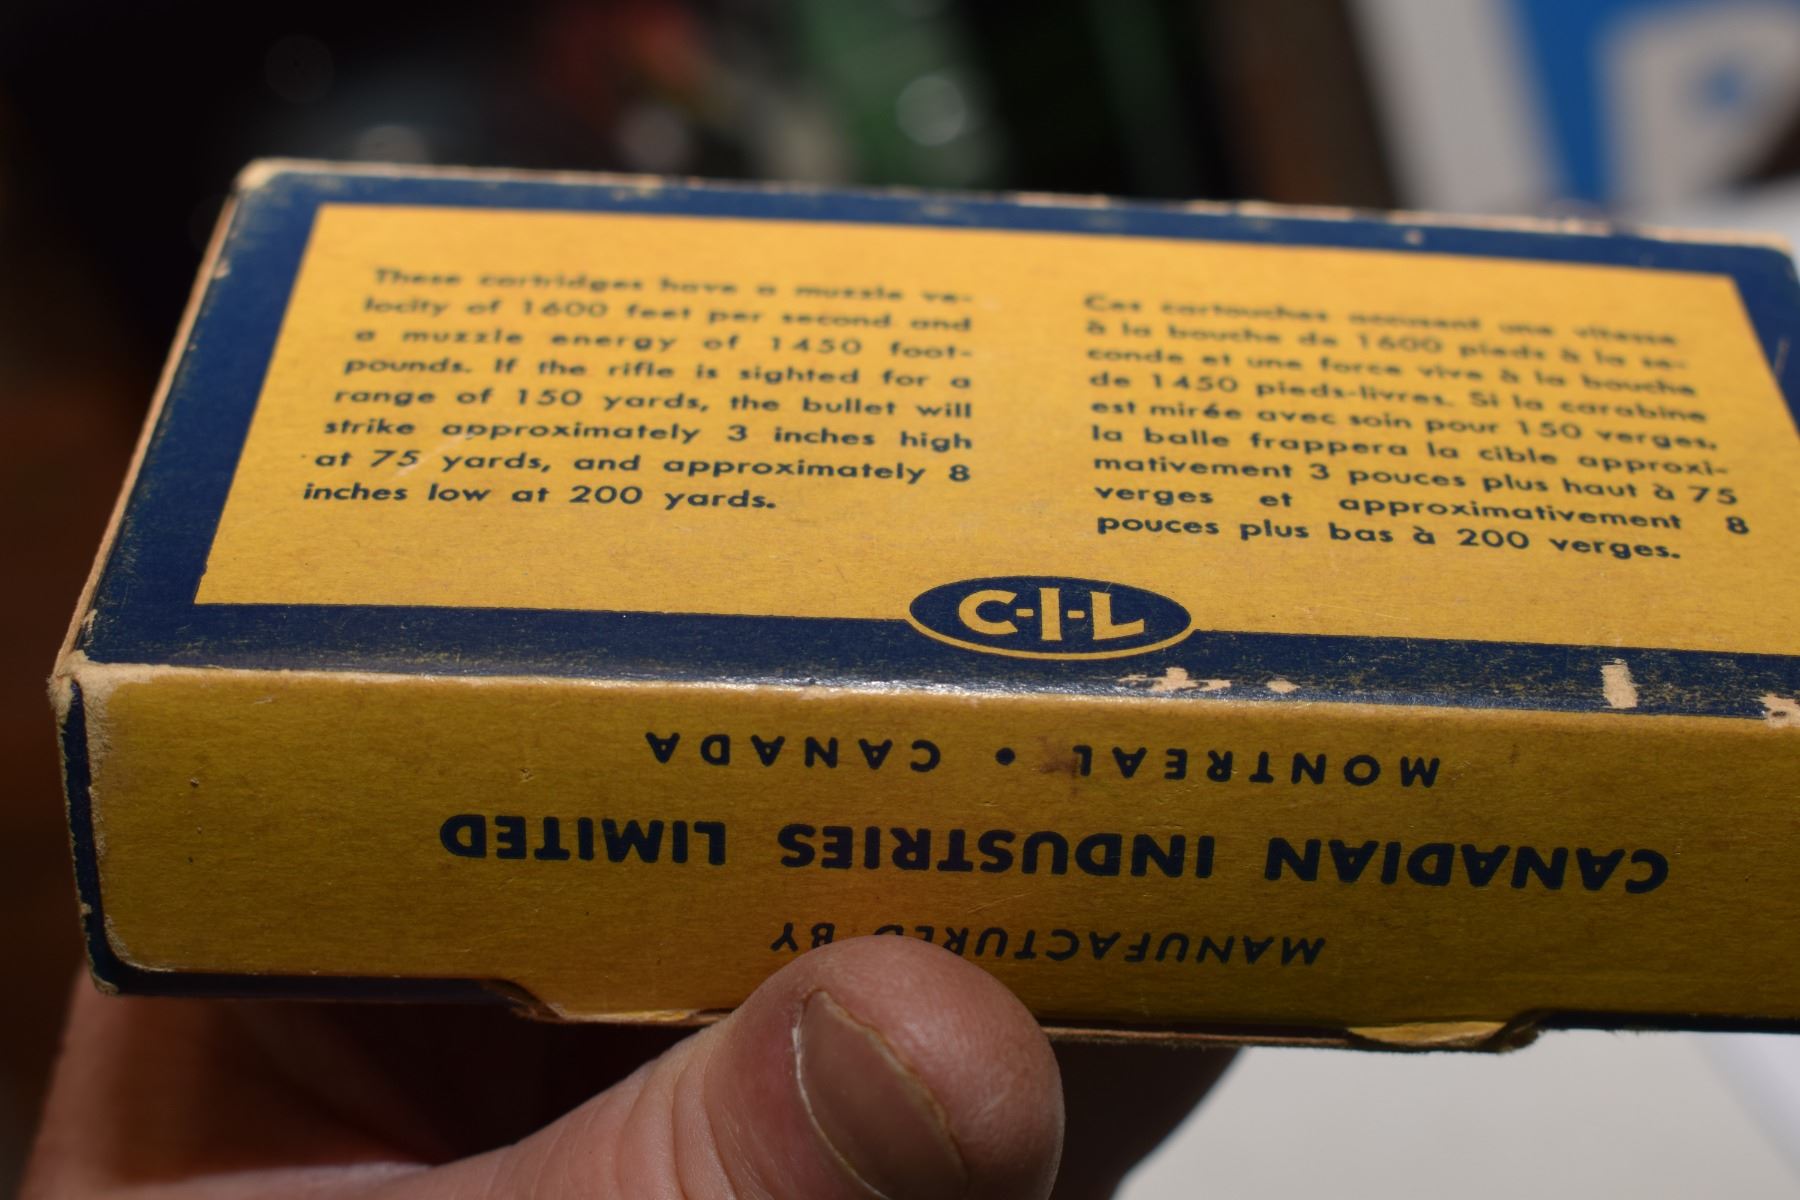 These cartridges have a muzzle ve-
locity of 1600 feet per second and
a muzzle energy of 1450 foot-
pounds. If the rifle is sighted for a
range of 150 yards, the bullet will
strike approximately 3 inches high
at 75 yards, and approximately 8
inches low at 200 yards.
Ces cartouches accusent une vitesse
à la bouche de 1600 pieds à la se-
conde et une force vive à la bouche
de 1450 pieds-livres. Si la carabine
est mirée avec soin pour 150 verges,
la balle frappera la cible approxi-
mativement 3 pouces plus haut à 75
verges et approximativement 8
pouces plus bas à 200 verges.
C-I-L
MANUFACTURED BY
CANADIAN INDUSTRIES LIMITED
MONTREAL • CANADA